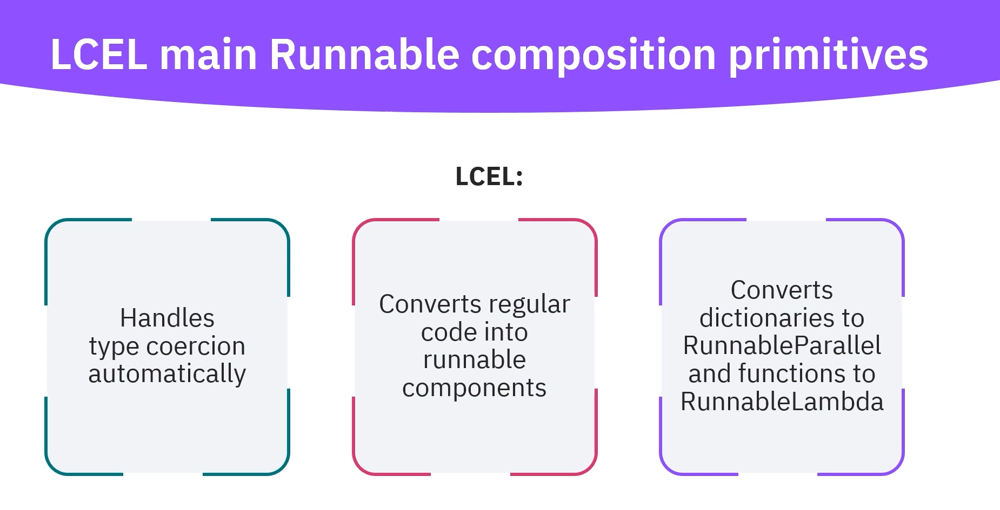 LCEL main Runnable composition primitives
LCEL:
Handles
type coercion
automatically
Converts regular
code into
runnable
components
Converts
dictionaries to
RunnableParallel
and functions to
RunnableLambda